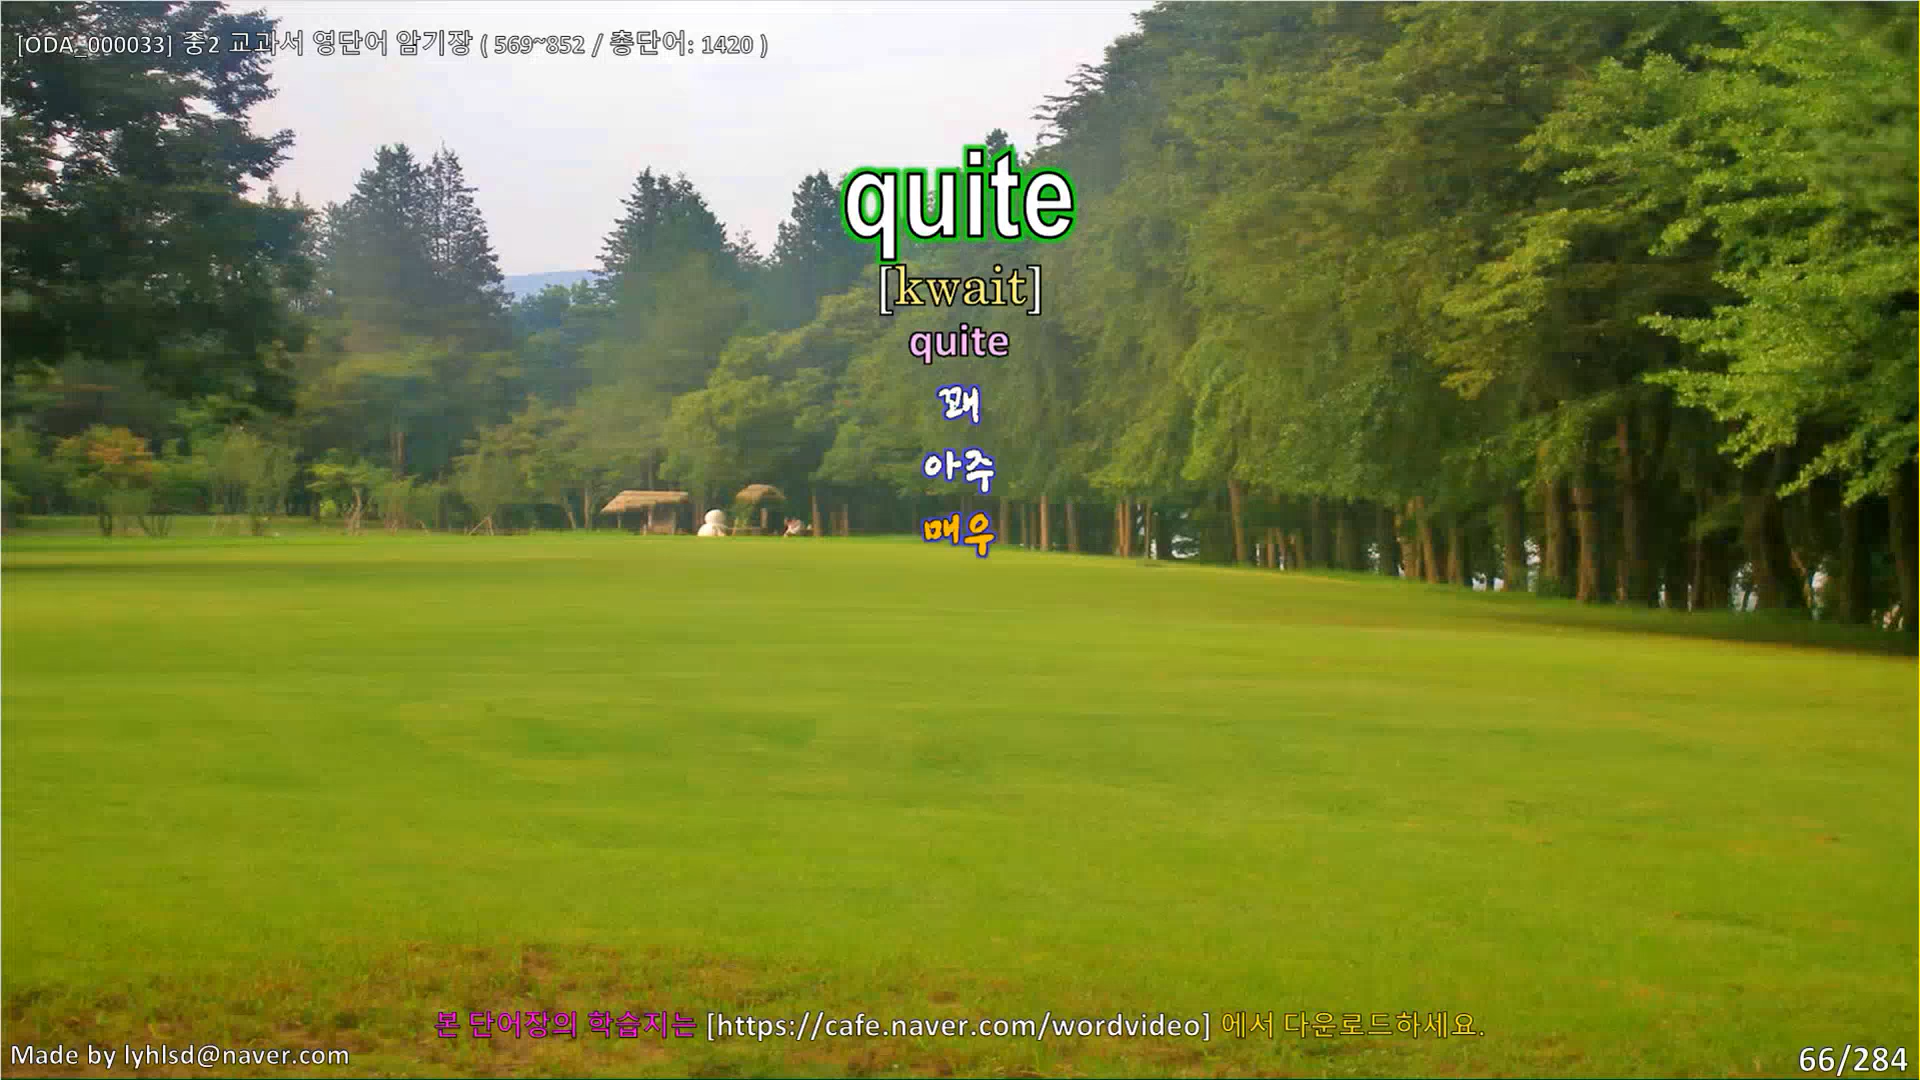 [ODA_000033] 중2 교과서 영단어 암기장 ( 569~852 / 총단어: 1420 )
quite
[kwait]
quite
꽤
아주
매우
본 단어장의 학습지는 [https://cafe.naver.com/wordvideo] 에서 다운로드하세요.
Made by lyhlsd@naver.com
66/284